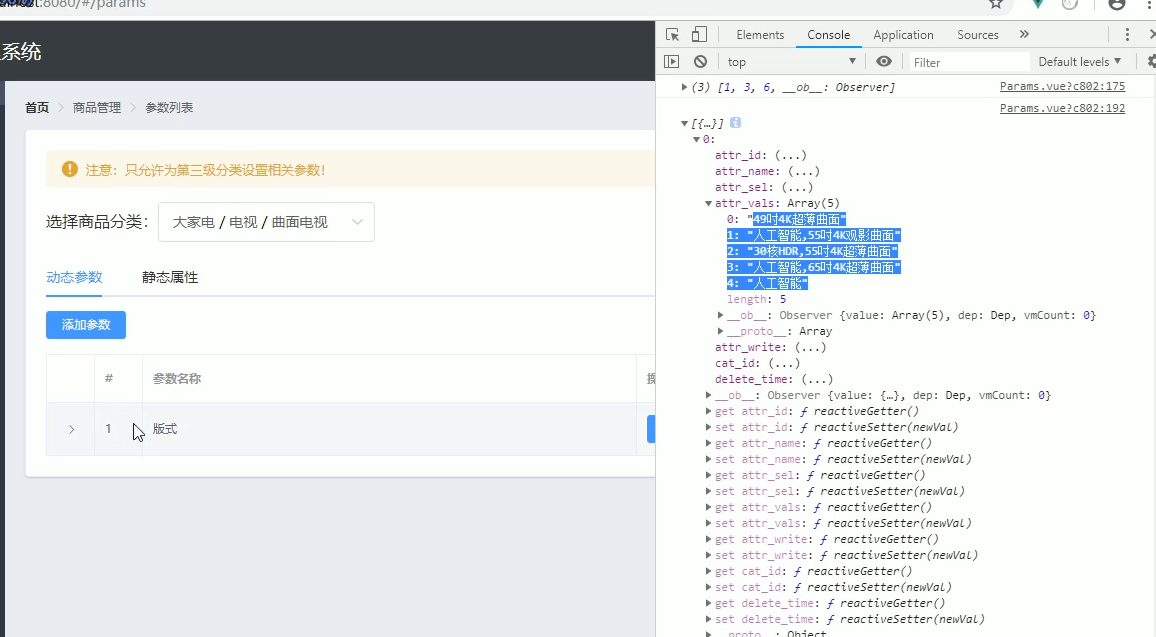 :8080/#/params
系统
首页 > 商品管理 > 参数列表
注意：只允许为第三级分类设置相关参数！
选择商品分类： 大家电 / 电视 / 曲面电视
动态参数 静态属性
添加参数
# 参数名称
1 版式
Elements Console Application Sources »
top Filter Default levels
(3) [1, 3, 6, __ob__: Observer] Params.vue?c802:175
Params.vue?c802:192
[{…}]
0:
attr_id: (...)
attr_name: (...)
attr_sel: (...)
attr_vals: Array(5)
0: "49吋4K超薄曲面"
1: "人工智能,55吋4K观影曲面"
2: "30核HDR,55吋4K超薄曲面"
3: "人工智能,65吋4K超薄曲面"
4: "人工智能"
length: 5
__ob__: Observer {value: Array(5), dep: Dep, vmCount: 0}
__proto__: Array
attr_write: (...)
cat_id: (...)
delete_time: (...)
__ob__: Observer {value: {…}, dep: Dep, vmCount: 0}
get attr_id: ƒ reactiveGetter()
set attr_id: ƒ reactiveSetter(newVal)
get attr_name: ƒ reactiveGetter()
set attr_name: ƒ reactiveSetter(newVal)
get attr_sel: ƒ reactiveGetter()
set attr_sel: ƒ reactiveSetter(newVal)
get attr_vals: ƒ reactiveGetter()
set attr_vals: ƒ reactiveSetter(newVal)
get attr_write: ƒ reactiveGetter()
set attr_write: ƒ reactiveSetter(newVal)
get cat_id: ƒ reactiveGetter()
set cat_id: ƒ reactiveSetter(newVal)
get delete_time: ƒ reactiveGetter()
set delete_time: ƒ reactiveSetter(newVal)
__proto__: Object